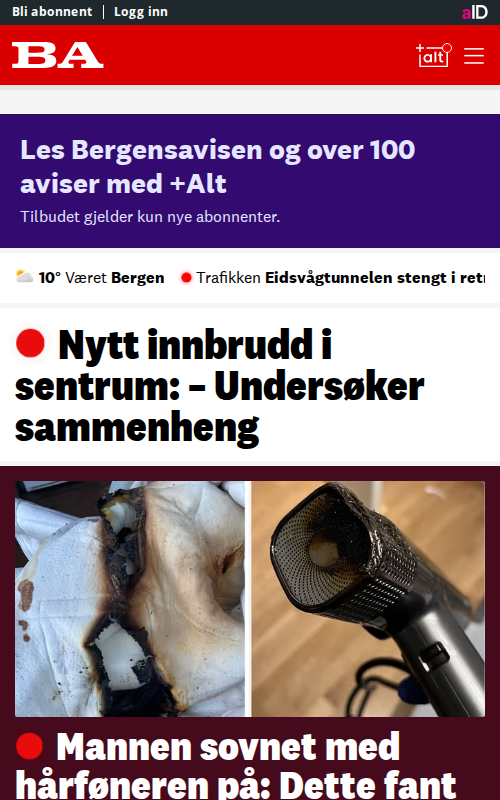 Bli abonnent | Logg inn
aID
BA
+alt
Les Bergensavisen og over 100
aviser med +Alt
Tilbudet gjelder kun nye abonnenter.
10° Været Bergen Trafikken Eidsvågtunnelen stengt i
Nytt innbrudd i
sentrum: – Undersøker
sammenheng
Mannen sovnet med
hårføneren på: Dette fant